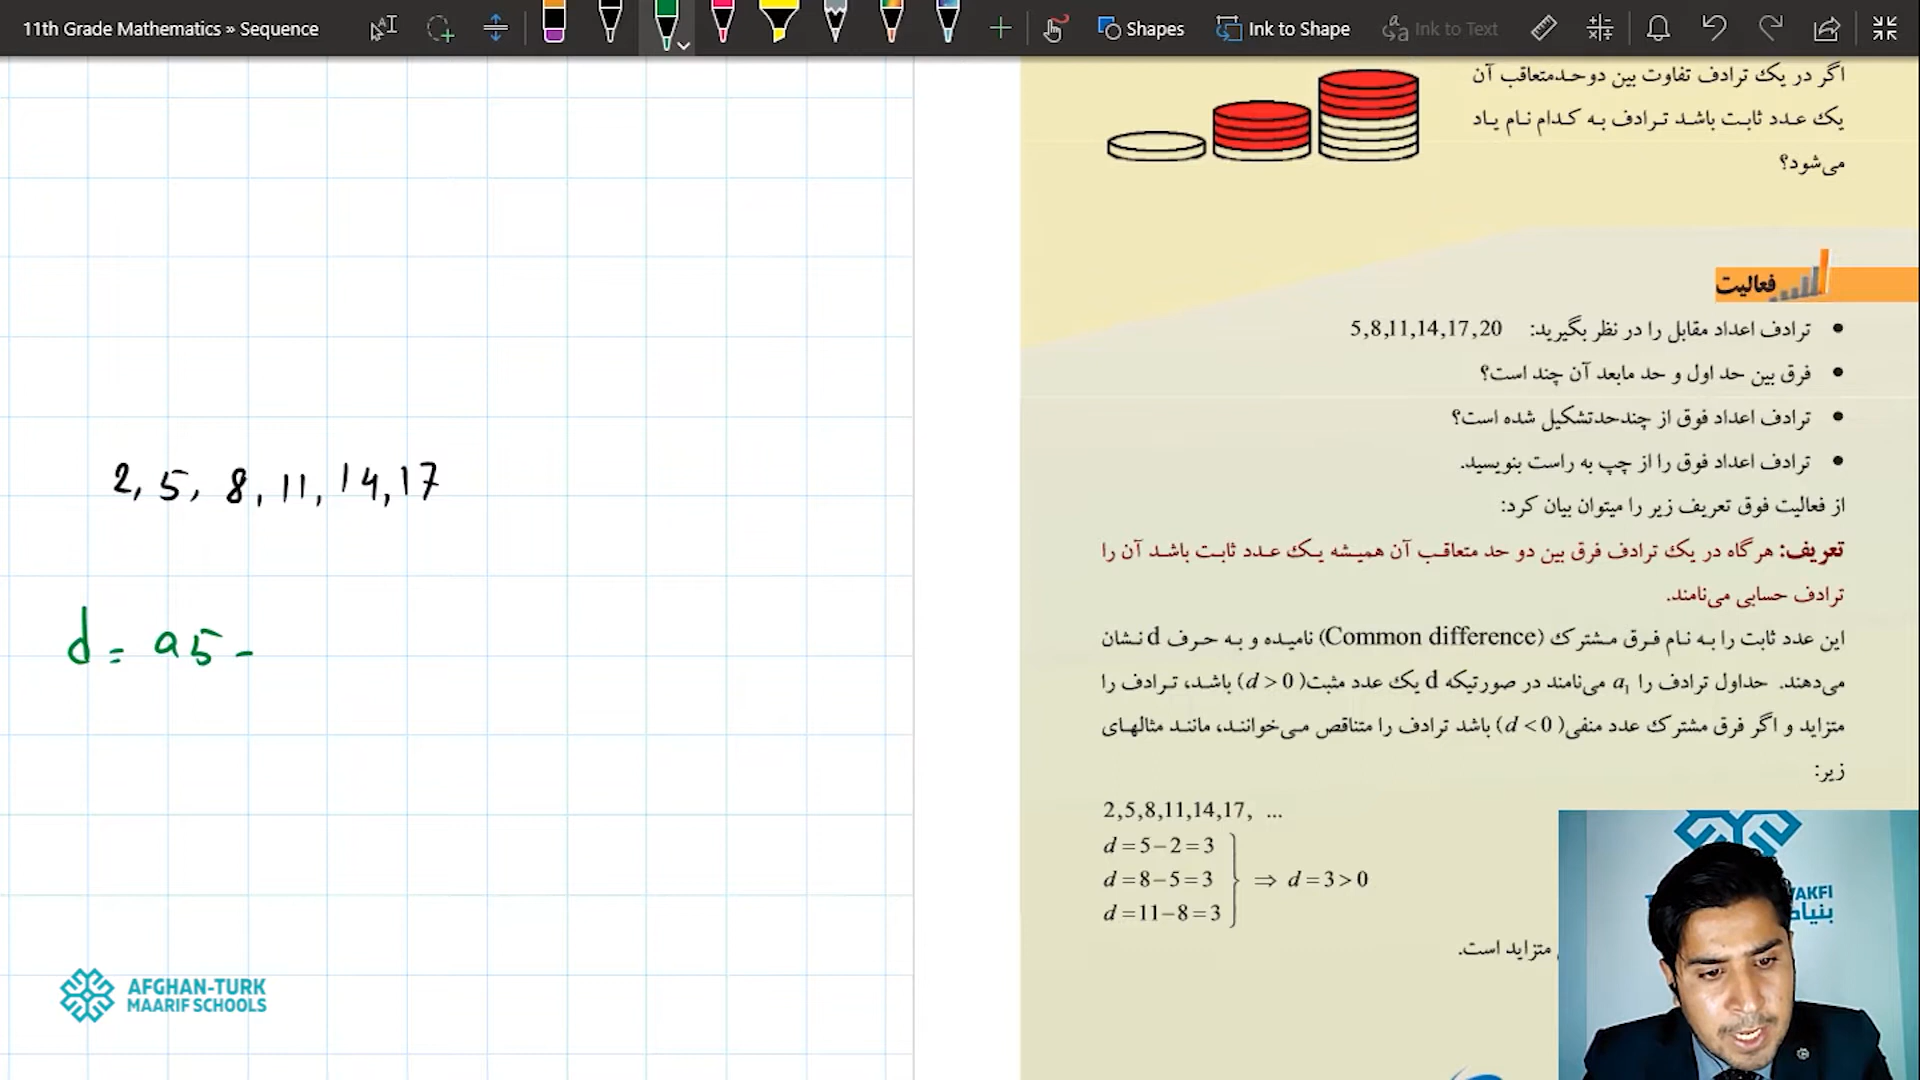 11th Grade Mathematics » Sequence
Shapes
Ink to Shape
Ink to Text
2, 5, 8, 11, 14, 17
d = a5 -
AFGHAN-TURK
MAARIF SCHOOLS
اگر در یک ترادف تفاوت بین دوحدمتعاقب آن
یک عدد ثابت باشد ترادف به کدام نام یاد
می‌شود؟
فعالیت
• ترادف اعداد مقابل را در نظر بگیرید: 5,8,11,14,17,20
• فرق بین حد اول و حد مابعد آن چند است؟
• ترادف اعداد فوق از چندحدتشکیل شده است؟
• ترادف اعداد فوق را از چپ به راست بنویسید.
از فعالیت فوق تعریف زیر را میتوان بیان کرد:
تعریف: هرگاه در یک ترادف فرق بین دو حد متعاقب آن همیشه یک عدد ثابت باشد آن را
ترادف حسابی می‌نامند.
این عدد ثابت را به نام فرق مشترک (Common difference) نامیده و به حرف d نشان
می‌دهند. حداول ترادف را a₁ می‌نامند در صورتیکه d یک عدد مثبت(d > 0) باشد، ترادف را
متزاید و اگر فرق مشترک عدد منفی(d < 0) باشد ترادف را متناقص می‌خوانند، مانند مثالهای
زیر:
2,5,8,11,14,17, ...
d = 5 − 2 = 3
d = 8 − 5 = 3 } ⇒ d = 3 > 0
d = 11 − 8 = 3
متزاید است.